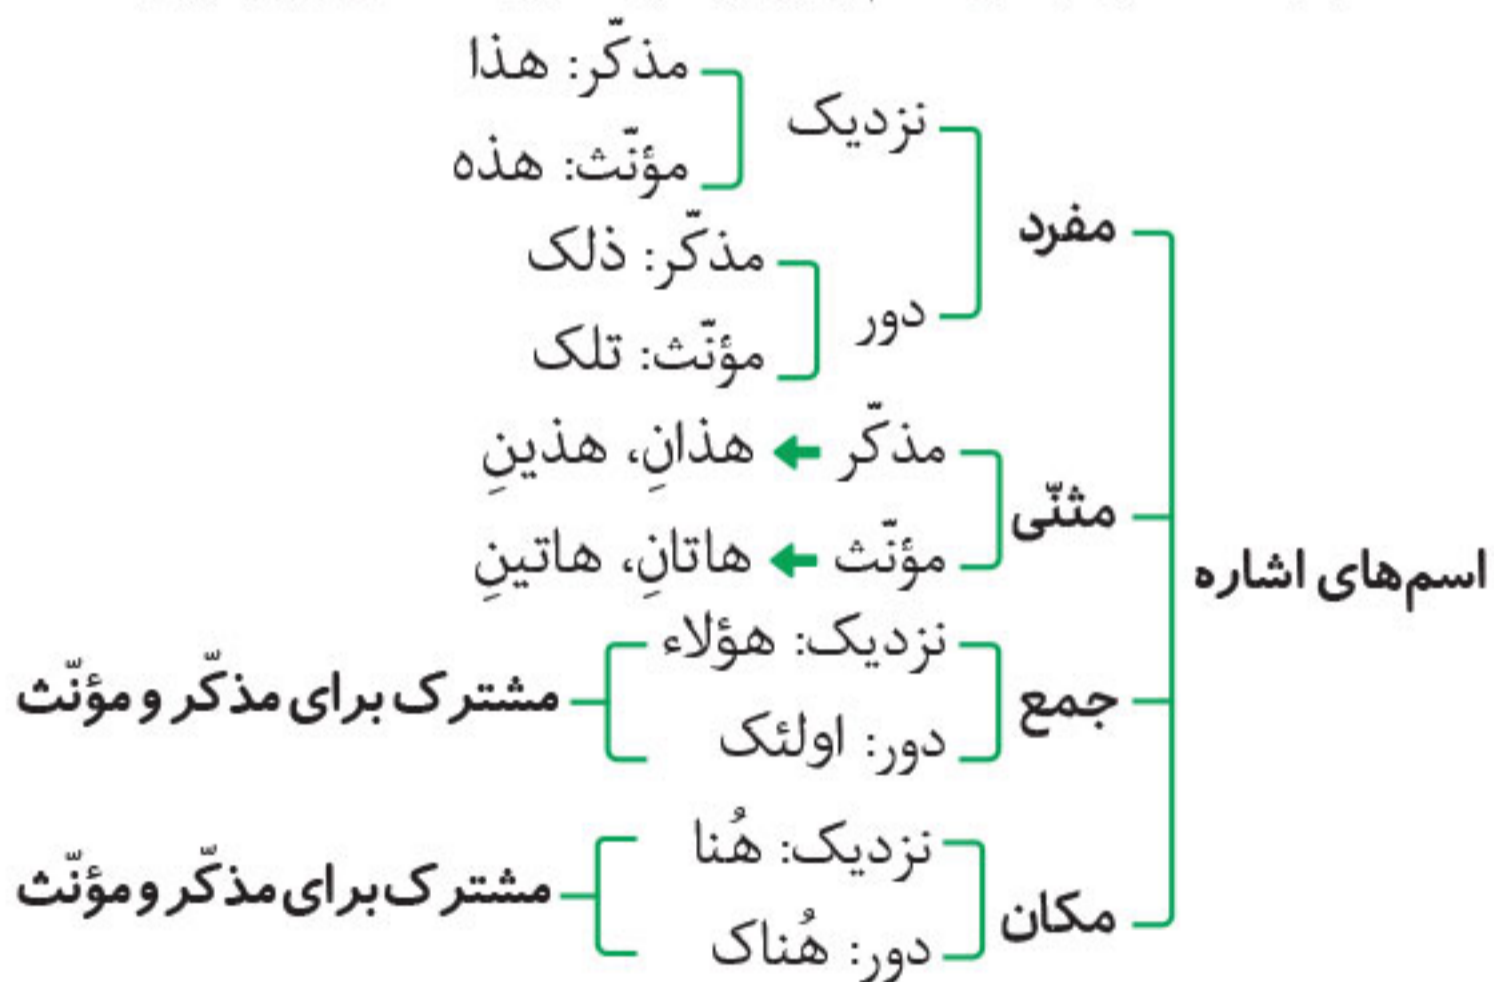 اسم‌های اشاره
مفرد
نزدیک
مذکّر: هذا
مؤنّث: هذه
دور
مذکّر: ذلک
مؤنّث: تلک
مثنّی
مذکّر ← هذانِ، هذینِ
مؤنّث ← هاتانِ، هاتینِ
جمع
نزدیک: هؤلاء
دور: اولئک
مشترک برای مذکّر و مؤنّث
مکان
نزدیک: هُنا
دور: هُناک
مشترک برای مذکّر و مؤنّث